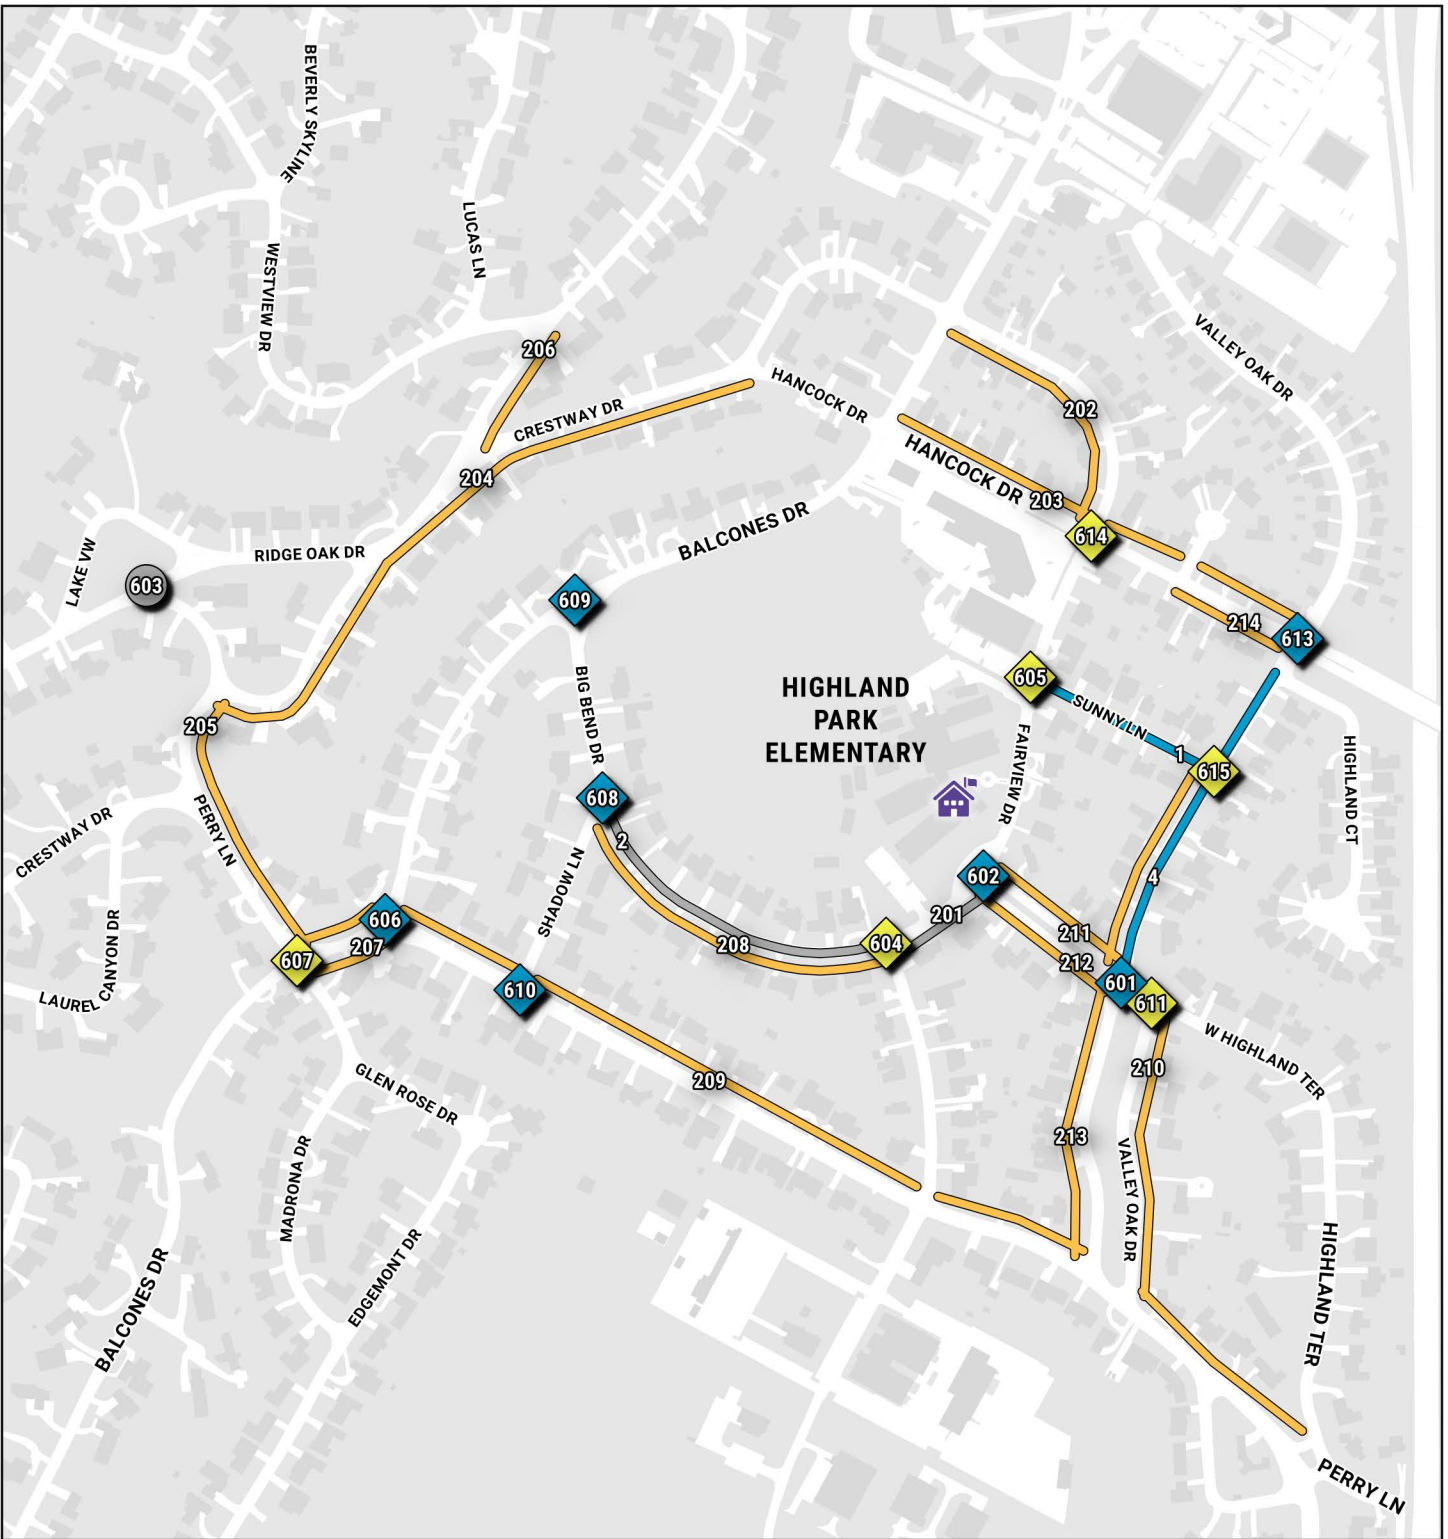 BEVERLY SKYLINE
LUCAS LN
WESTVIEW DR
VALLEY OAK DR
206
HANCOCK DR
CRESTWAY DR
202
HANCOCK DR
204
203
BALCONES DR
614
RIDGE OAK DR
LAKE VW
603
609
214
613
BIG BEND DR
HIGHLAND
PARK
ELEMENTARY
605
SUNNY LN
205
FAIRVIEW DR
1
615
HIGHLAND CT
608
PERRY LN
CRESTWAY DR
2
4
602
SHADOW LN
606
201
211
LAUREL CANYON DR
207
208
604
607
212
610
601
611
W HIGHLAND TER
GLEN ROSE DR
209
210
213
MADRONA DR
VALLEY OAK DR
EDGEMONT DR
BALCONES DR
HIGHLAND TER
PERRY LN